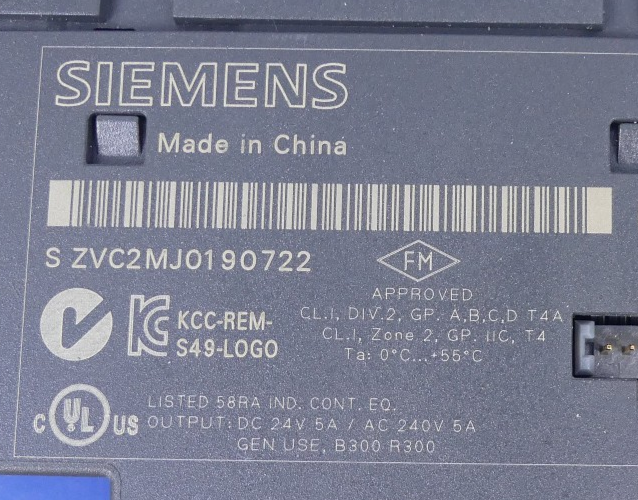 SIEMENS
Made in China
S ZVC2MJ0190722
FM
APPROVED
CL.I, DIV.2, GP. A,B,C,D T4A
CL.I, Zone 2, GP. IIC, T4
Ta: 0°C...+55°C
KCC-REM-
S49-LOGO
C UL US
LISTED 58RA IND. CONT. EQ.
OUTPUT: DC 24V 5A / AC 240V 5A
GEN USE, B300 R300